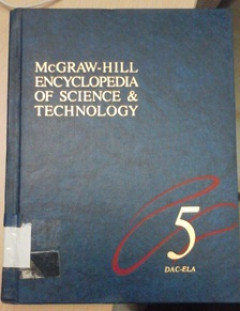 McGRAW-HILL
ENCYCLOPEDIA
OF SCIENCE &
TECHNOLOGY
5
DAC-ELA